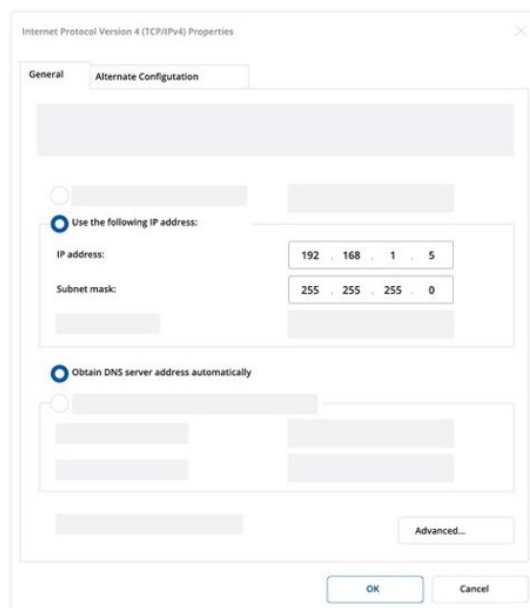 Internet Protocol Version 4 (TCP/IPv4) Properties
General
Alternate Configutation
Use the following IP address:
IP address: 192 . 168 . 1 . 5
Subnet mask: 255 . 255 . 255 . 0
Obtain DNS server address automatically
Advanced...
OK Cancel